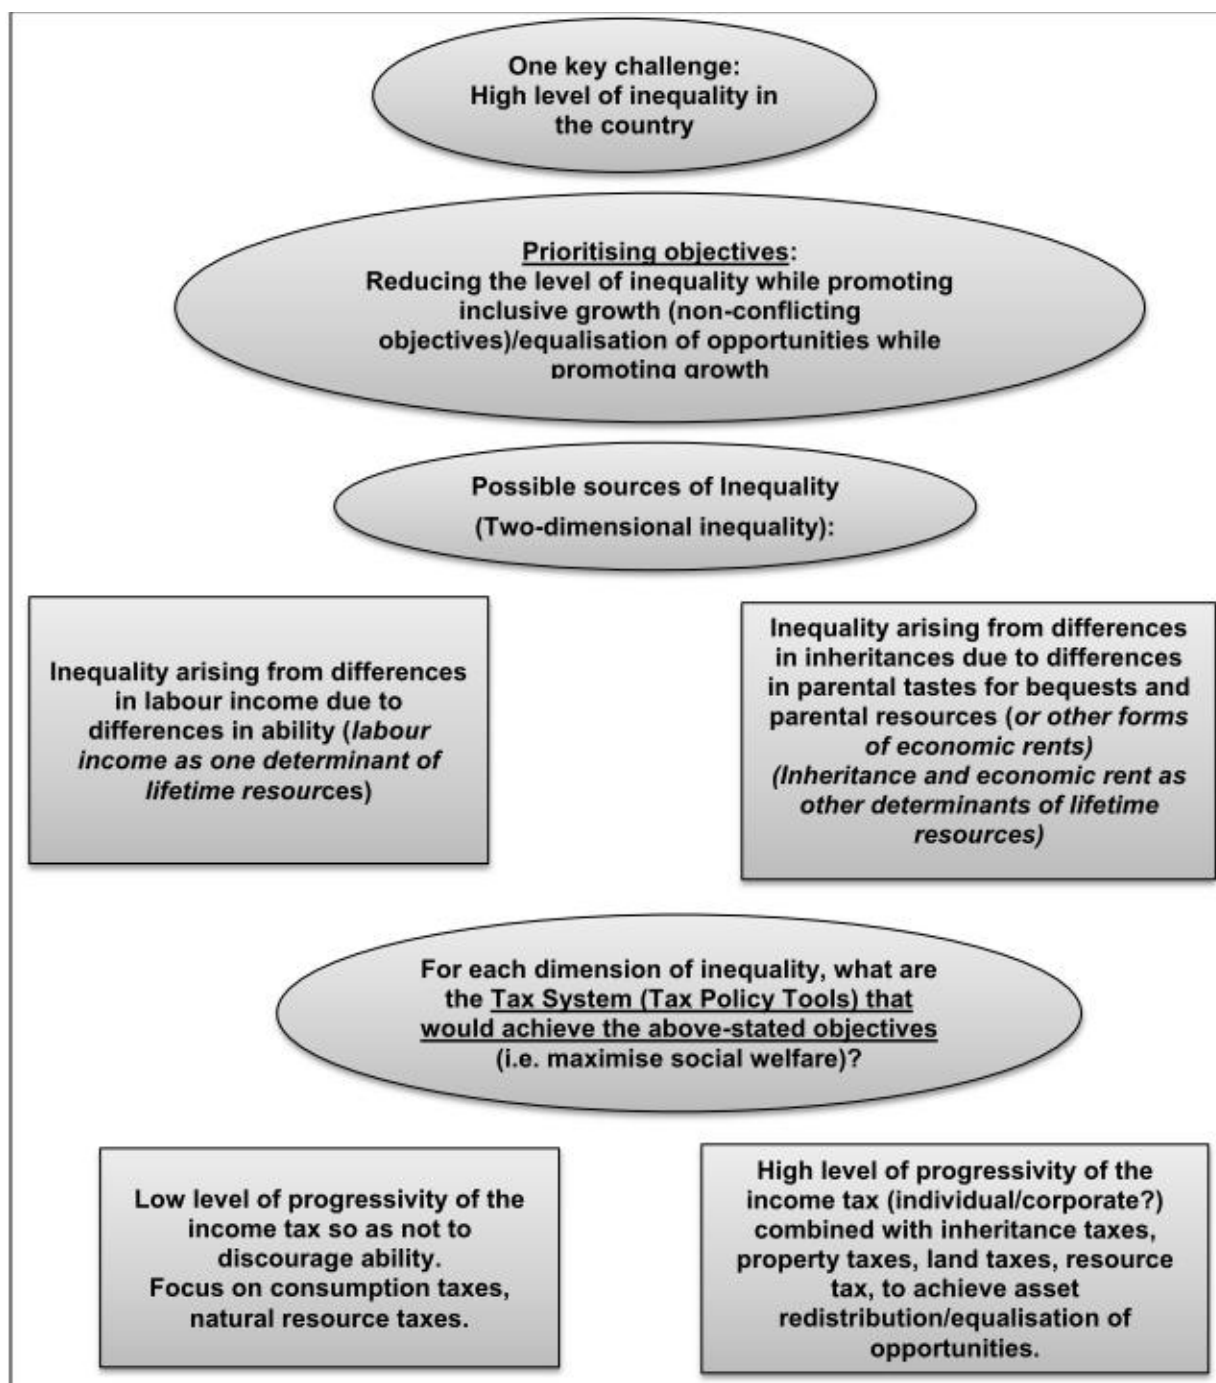 One key challenge:
High level of inequality in
the country
Prioritising objectives:
Reducing the level of inequality while promoting
inclusive growth (non-conflicting
objectives)/equalisation of opportunities while
promoting growth
Possible sources of Inequality
(Two-dimensional inequality):
Inequality arising from differences
in labour income due to
differences in ability (labour
income as one determinant of
lifetime resources)
Inequality arising from differences
in inheritances due to differences
in parental tastes for bequests and
parental resources (or other forms
of economic rents)
(Inheritance and economic rent as
other determinants of lifetime
resources)
For each dimension of inequality, what are
the Tax System (Tax Policy Tools) that
would achieve the above-stated objectives
(i.e. maximise social welfare)?
Low level of progressivity of the
income tax so as not to
discourage ability.
Focus on consumption taxes,
natural resource taxes.
High level of progressivity of the
income tax (individual/corporate?)
combined with inheritance taxes,
property taxes, land taxes, resource
tax, to achieve asset
redistribution/equalisation of
opportunities.